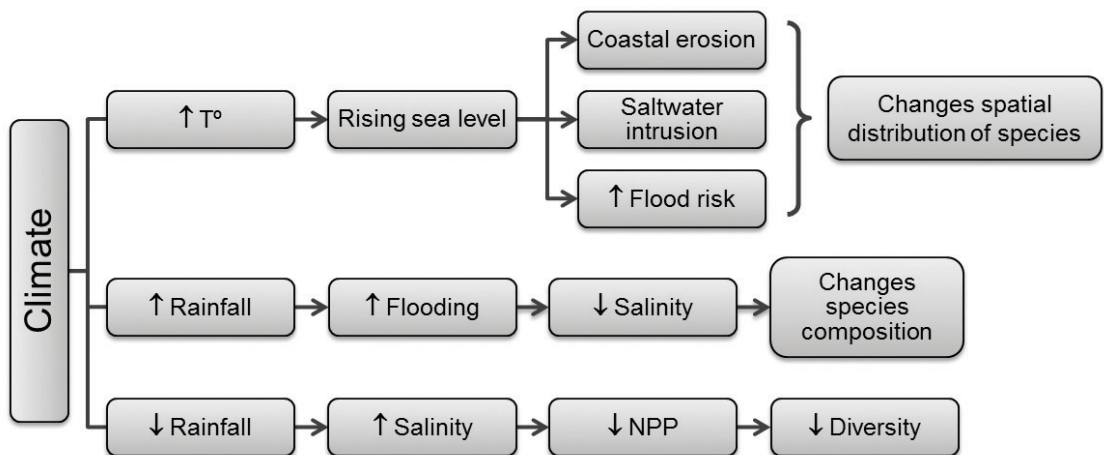 Climate
↑ Tº
Rising sea level
Coastal erosion
Saltwater
intrusion
↑ Flood risk
Changes spatial
distribution of species
↑ Rainfall
↑ Flooding
↓ Salinity
Changes
species
composition
↓ Rainfall
↑ Salinity
↓ NPP
↓ Diversity